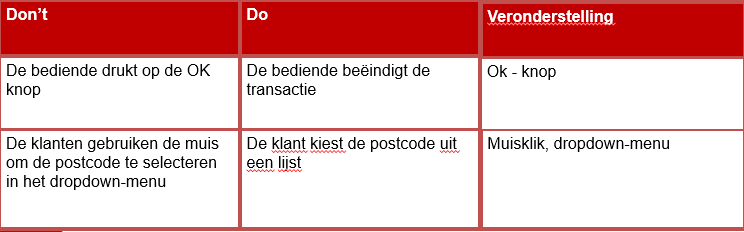 Don't
Do
Veronderstelling
De bediende drukt op de OK
knop
De bediende beëindigt de
transactie
Ok - knop
De klanten gebruiken de muis
om de postcode te selecteren
in het dropdown-menu
De klant kiest de postcode uit
een lijst
Muisklik, dropdown-menu